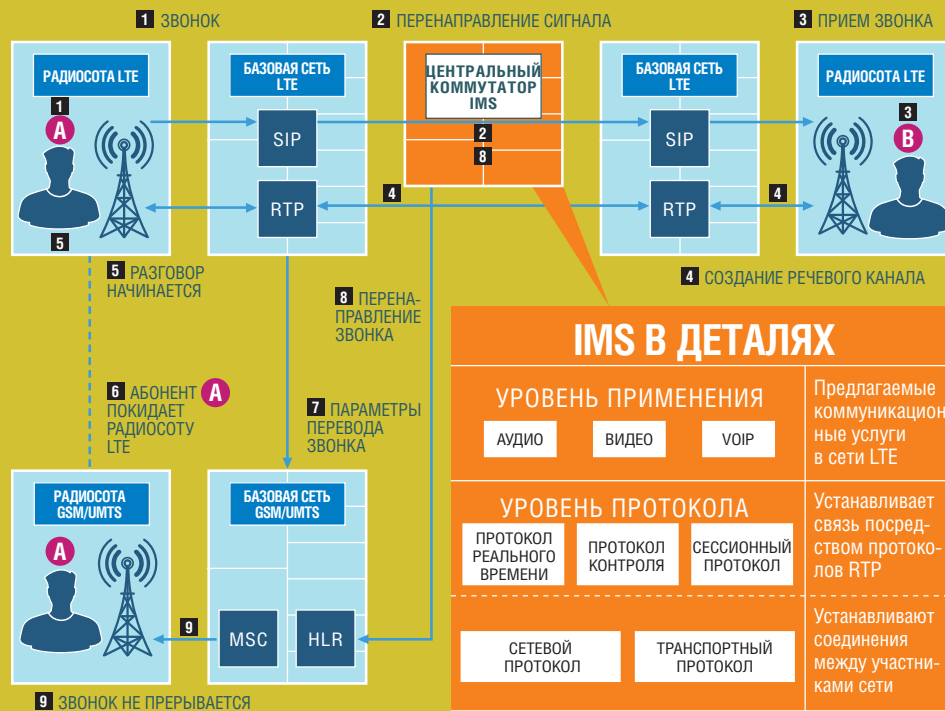 1 ЗВОНОК
2 ПЕРЕНАПРАВЛЕНИЕ СИГНАЛА
3 ПРИЕМ ЗВОНКА
РАДИОСОТА LTE
1
A
5
БАЗОВАЯ СЕТЬ
LTE
SIP
RTP
ЦЕНТРАЛЬНЫЙ
КОММУТАТОР
IMS
2
8
4
БАЗОВАЯ СЕТЬ
LTE
SIP
RTP
4
РАДИОСОТА LTE
3
B
5 РАЗГОВОР
НАЧИНАЕТСЯ
4 СОЗДАНИЕ РЕЧЕВОГО КАНАЛА
8 ПЕРЕНА-
ПРАВЛЕНИЕ
ЗВОНКА
6 АБОНЕНТ A
ПОКИДАЕТ
РАДИОСОТУ
LTE
7 ПАРАМЕТРЫ
ПЕРЕВОДА
ЗВОНКА
РАДИОСОТА
GSM/UMTS
A
9
БАЗОВАЯ СЕТЬ
GSM/UMTS
MSC
HLR
9 ЗВОНОК НЕ ПРЕРЫВАЕТСЯ
IMS В ДЕТАЛЯХ
УРОВЕНЬ ПРИМЕНЕНИЯ
АУДИО
ВИДЕО
VOIP
Предлагаемые
коммуникацион
ные услуги
в сети LTE
УРОВЕНЬ ПРОТОКОЛА
ПРОТОКОЛ
РЕАЛЬНОГО
ВРЕМЕНИ
ПРОТОКОЛ
КОНТРОЛЯ
СЕССИОННЫЙ
ПРОТОКОЛ
Устанавливает
связь посред-
ством протоко-
лов RTP
СЕТЕВОЙ
ПРОТОКОЛ
ТРАНСПОРТНЫЙ
ПРОТОКОЛ
Устанавливают
соединения
между участни-
ками сети